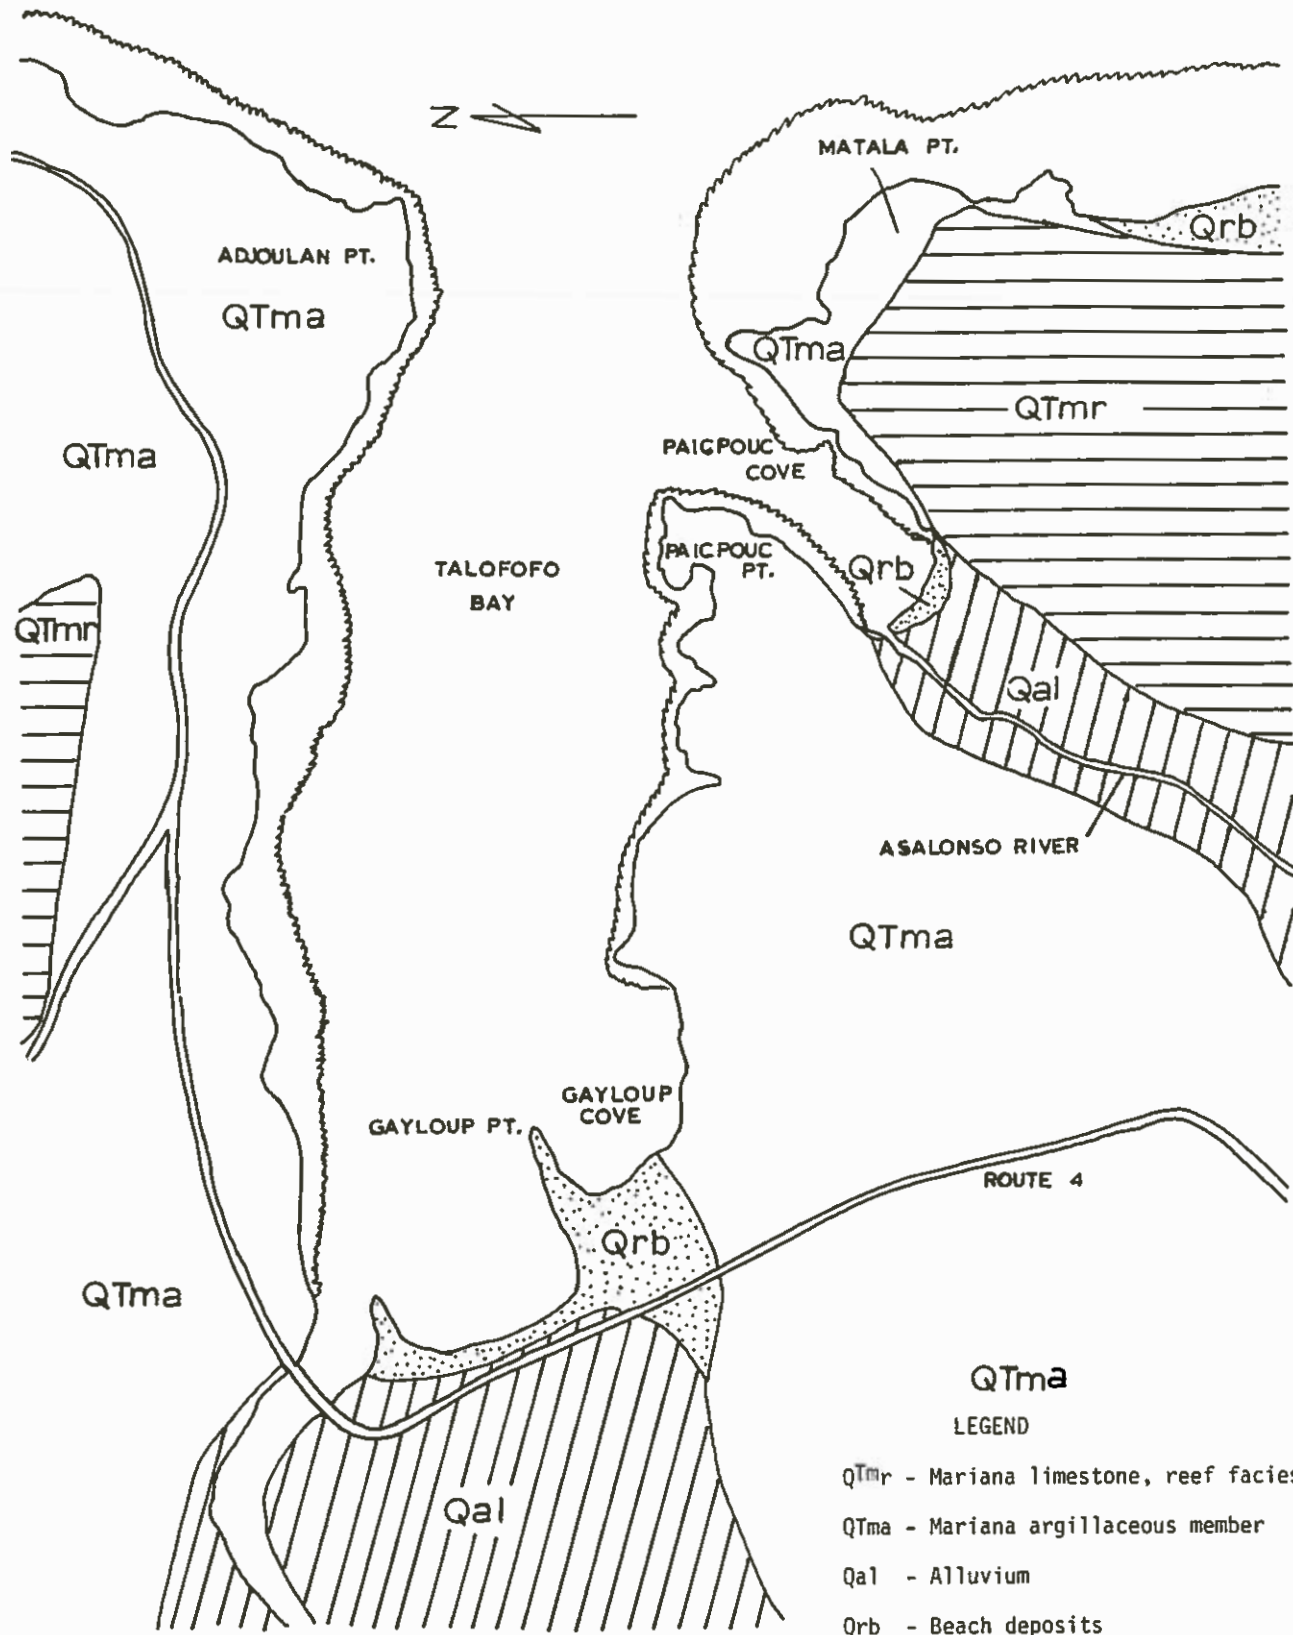 Z
MATALA PT.
Qrb
ADJOULAN PT.
QTma
QTma
QTmr
QTma
PAICPOUC
COVE
TALOFOFO
BAY
PAICPOUC
PT.
Qrb
QTmr
Qal
ASALONSO RIVER
QTma
GAYLOUP
COVE
GAYLOUP PT.
ROUTE 4
Qrb
QTma
Qal
QTma
LEGEND
QTmr - Mariana limestone, reef facies
QTma - Mariana argillaceous member
Qal - Alluvium
Qrb - Beach deposits